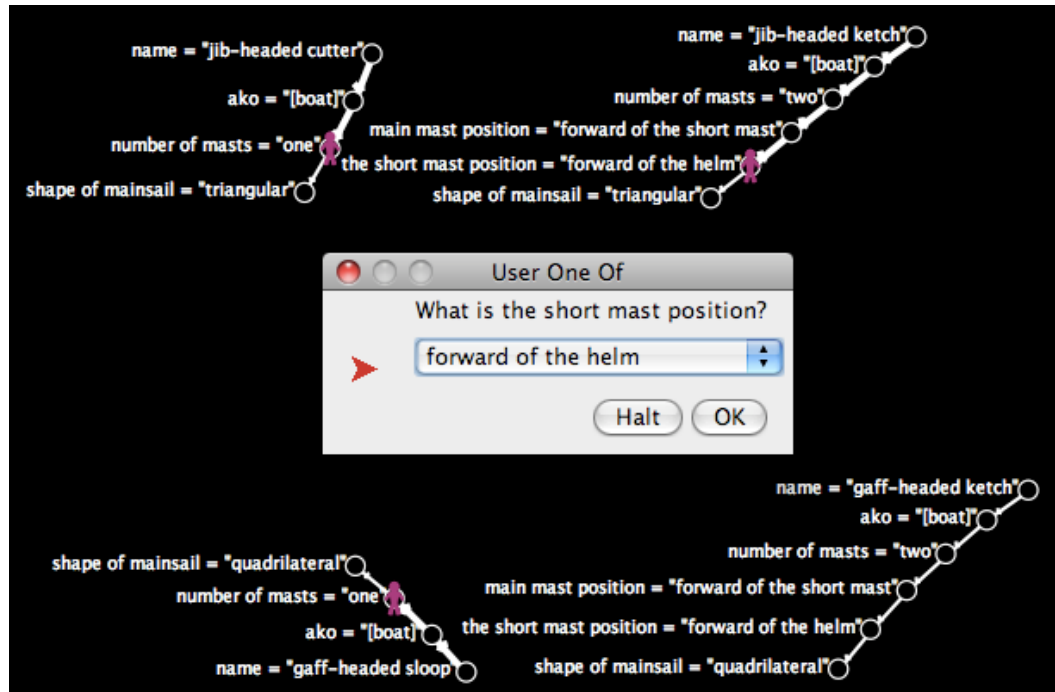 name = "jib-headed cutter"
ako = "[boat]"
number of masts = "one"
shape of mainsail = "triangular"
name = "jib-headed ketch"
ako = "[boat]"
number of masts = "two"
main mast position = "forward of the short mast"
the short mast position = "forward of the helm"
shape of mainsail = "triangular"
User One Of
What is the short mast position?
forward of the helm
Halt
OK
shape of mainsail = "quadrilateral"
number of masts = "one"
ako = "[boat]"
name = "gaff-headed sloop
name = "gaff-headed ketch"
ako = "[boat]"
number of masts = "two"
main mast position = "forward of the short mast"
the short mast position = "forward of the helm"
shape of mainsail = "quadrilateral"